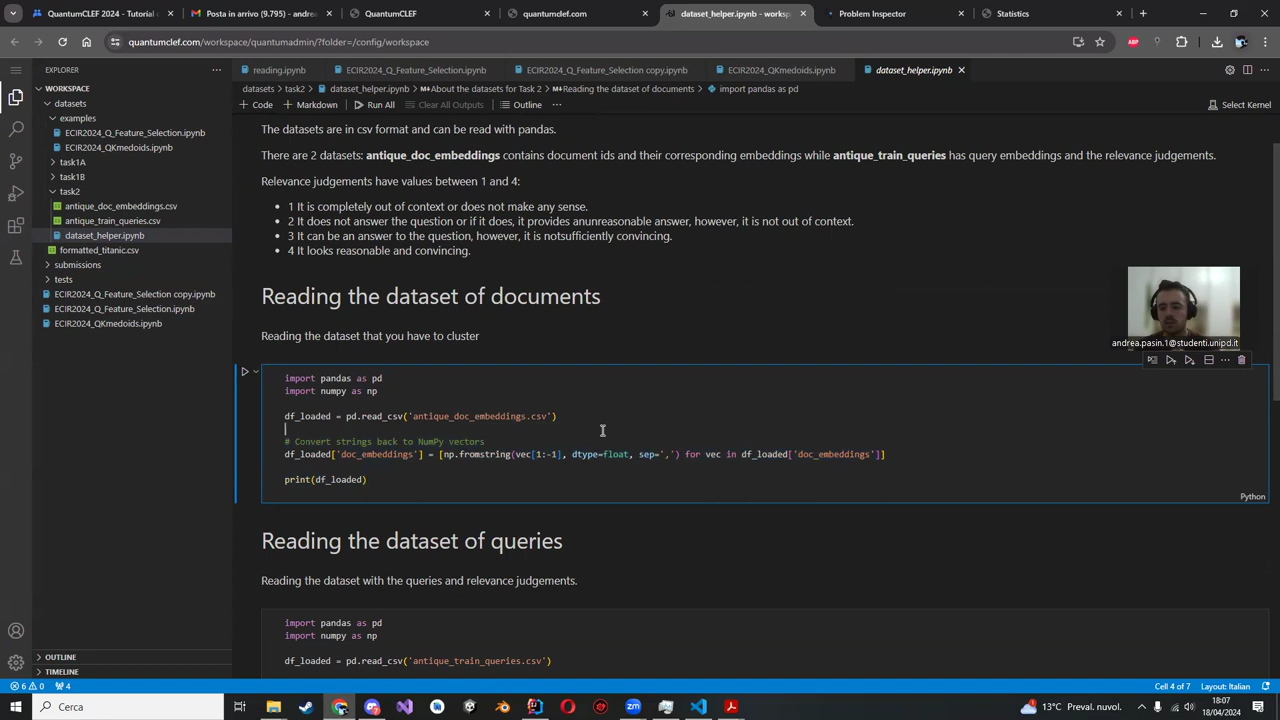 QuantumCLEF 2024 - Tutorial c
Posta in arrivo (9.795) - andrea
QuantumCLEF
quantumclef.com
dataset_helper.ipynb - worksp
Problem Inspector
Statistics
quantumclef.com/workspace/quantumadmin/?folder=/config/workspace
ABP
EXPLORER
reading.ipynb
ECIR2024_Q_Feature_Selection.ipynb
ECIR2024_Q_Feature_Selection copy.ipynb
ECIR2024_QKmedoids.ipynb
dataset_helper.ipynb
WORKSPACE
datasets
examples
ECIR2024_Q_Feature_Selection.ipynb
ECIR2024_QKmedoids.ipynb
task1A
task1B
task2
antique_doc_embeddings.csv
antique_train_queries.csv
dataset_helper.ipynb
formatted_titanic.csv
submissions
tests
ECIR2024_Q_Feature_Selection copy.ipynb
ECIR2024_Q_Feature_Selection.ipynb
ECIR2024_QKmedoids.ipynb
OUTLINE
TIMELINE
datasets > task2 > dataset_helper.ipynb > About the datasets for Task 2 > Reading the dataset of documents > import pandas as pd
+ Code + Markdown Run All Clear All Outputs Outline ...
Select Kernel
The datasets are in csv format and can be read with pandas.
There are 2 datasets: antique_doc_embeddings contains document ids and their corresponding embeddings while antique_train_queries has query embeddings and the relevance judgements.
Relevance judgements have values between 1 and 4:
• 1 It is completely out of context or does not make any sense.
• 2 It does not answer the question or if it does, it provides anunreasonable answer, however, it is not out of context.
• 3 It can be an answer to the question, however, it is notsufficiently convincing.
• 4 It looks reasonable and convincing.
Reading the dataset of documents
Reading the dataset that you have to cluster
andrea.pasin.1@studenti.unipd.it
import pandas as pd
import numpy as np
df_loaded = pd.read_csv('antique_doc_embeddings.csv')
# Convert strings back to NumPy vectors
df_loaded['doc_embeddings'] = [np.fromstring(vec[1:-1], dtype=float, sep=',') for vec in df_loaded['doc_embeddings']]
print(df_loaded)
Python
Reading the dataset of queries
Reading the dataset with the queries and relevance judgements.
import pandas as pd
import numpy as np
df_loaded = pd.read_csv('antique_train_queries.csv')
6 0 4
Cell 4 of 7 Layout: Italian
Cerca
13°C Preval. nuvol.
18:07
18/04/2024